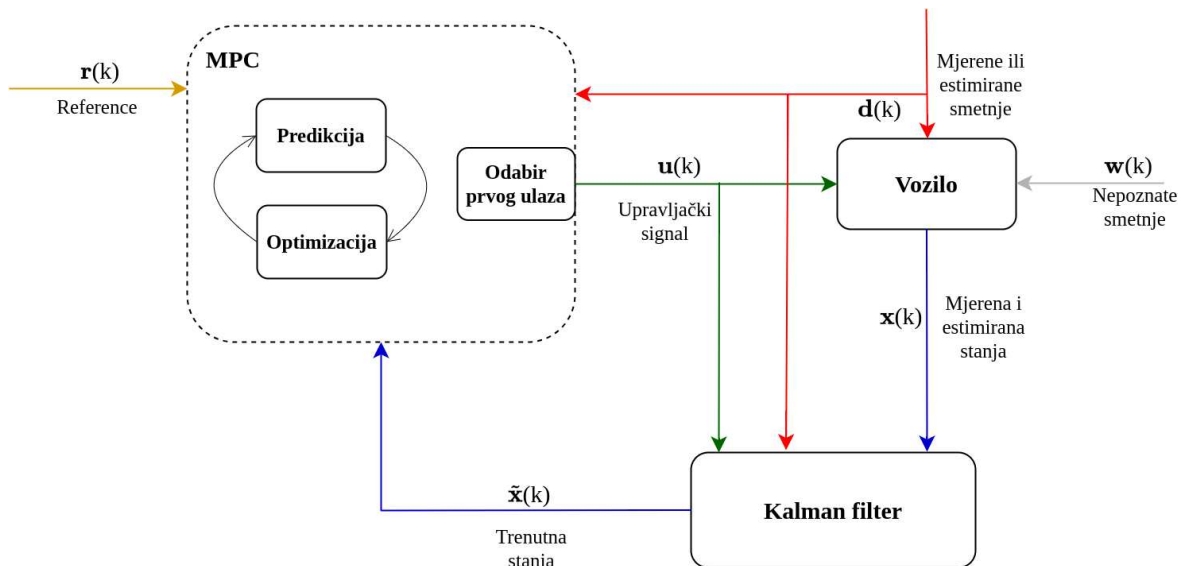 MPC
r(k)
Reference
Predikcija
Optimizacija
Odabir
prvog ulaza
u(k)
Upravljački
signal
Mjerene ili
estimirane
smetnje
d(k)
Vozilo
w(k)
Nepoznate
smetnje
x(k)
Mjerena i
estimirana
stanja
x̃(k)
Trenutna
stanja
Kalman filter